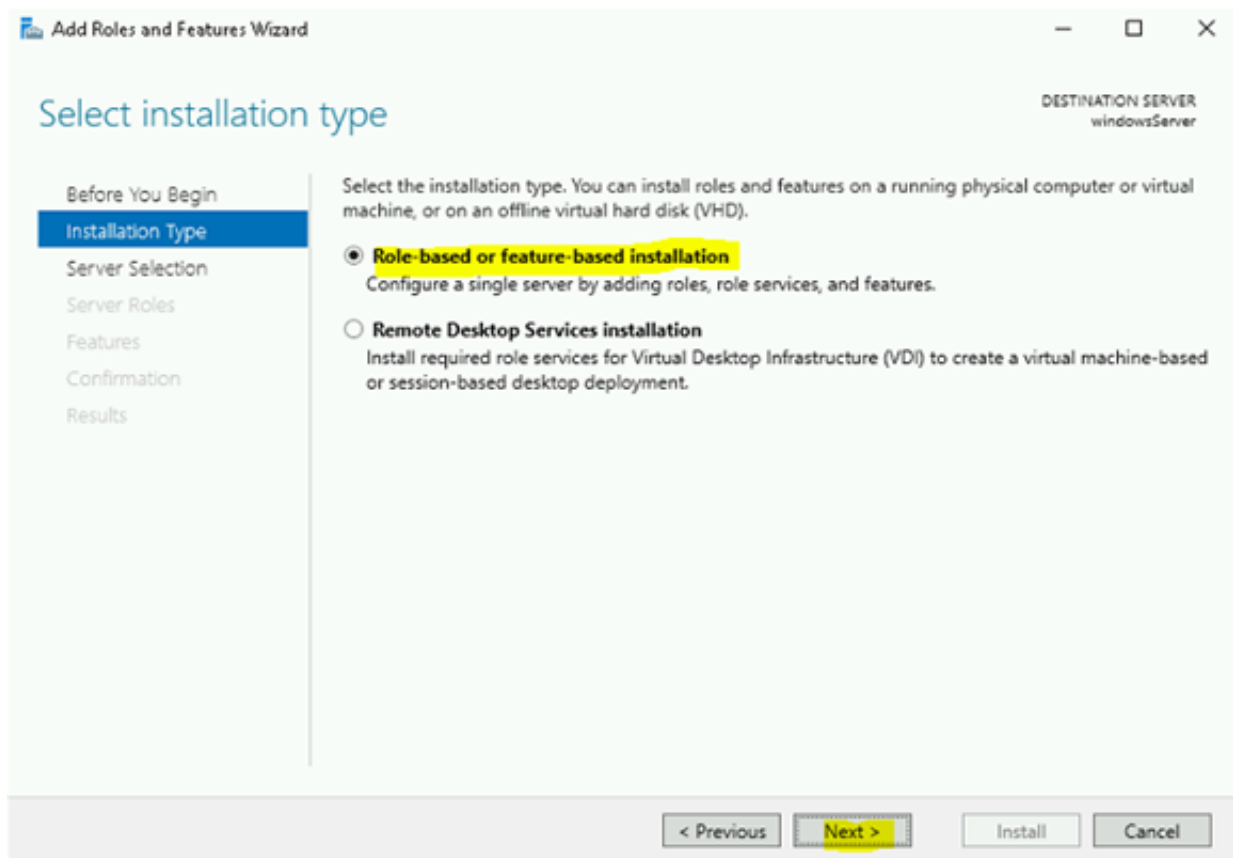 Add Roles and Features Wizard
Select installation type
DESTINATION SERVER
windowsServer
Before You Begin
Installation Type
Server Selection
Server Roles
Features
Confirmation
Results
Select the installation type. You can install roles and features on a running physical computer or virtual
machine, or on an offline virtual hard disk (VHD).
Role-based or feature-based installation
Configure a single server by adding roles, role services, and features.
Remote Desktop Services installation
Install required role services for Virtual Desktop Infrastructure (VDI) to create a virtual machine-based
or session-based desktop deployment.
< Previous
Next >
Install
Cancel